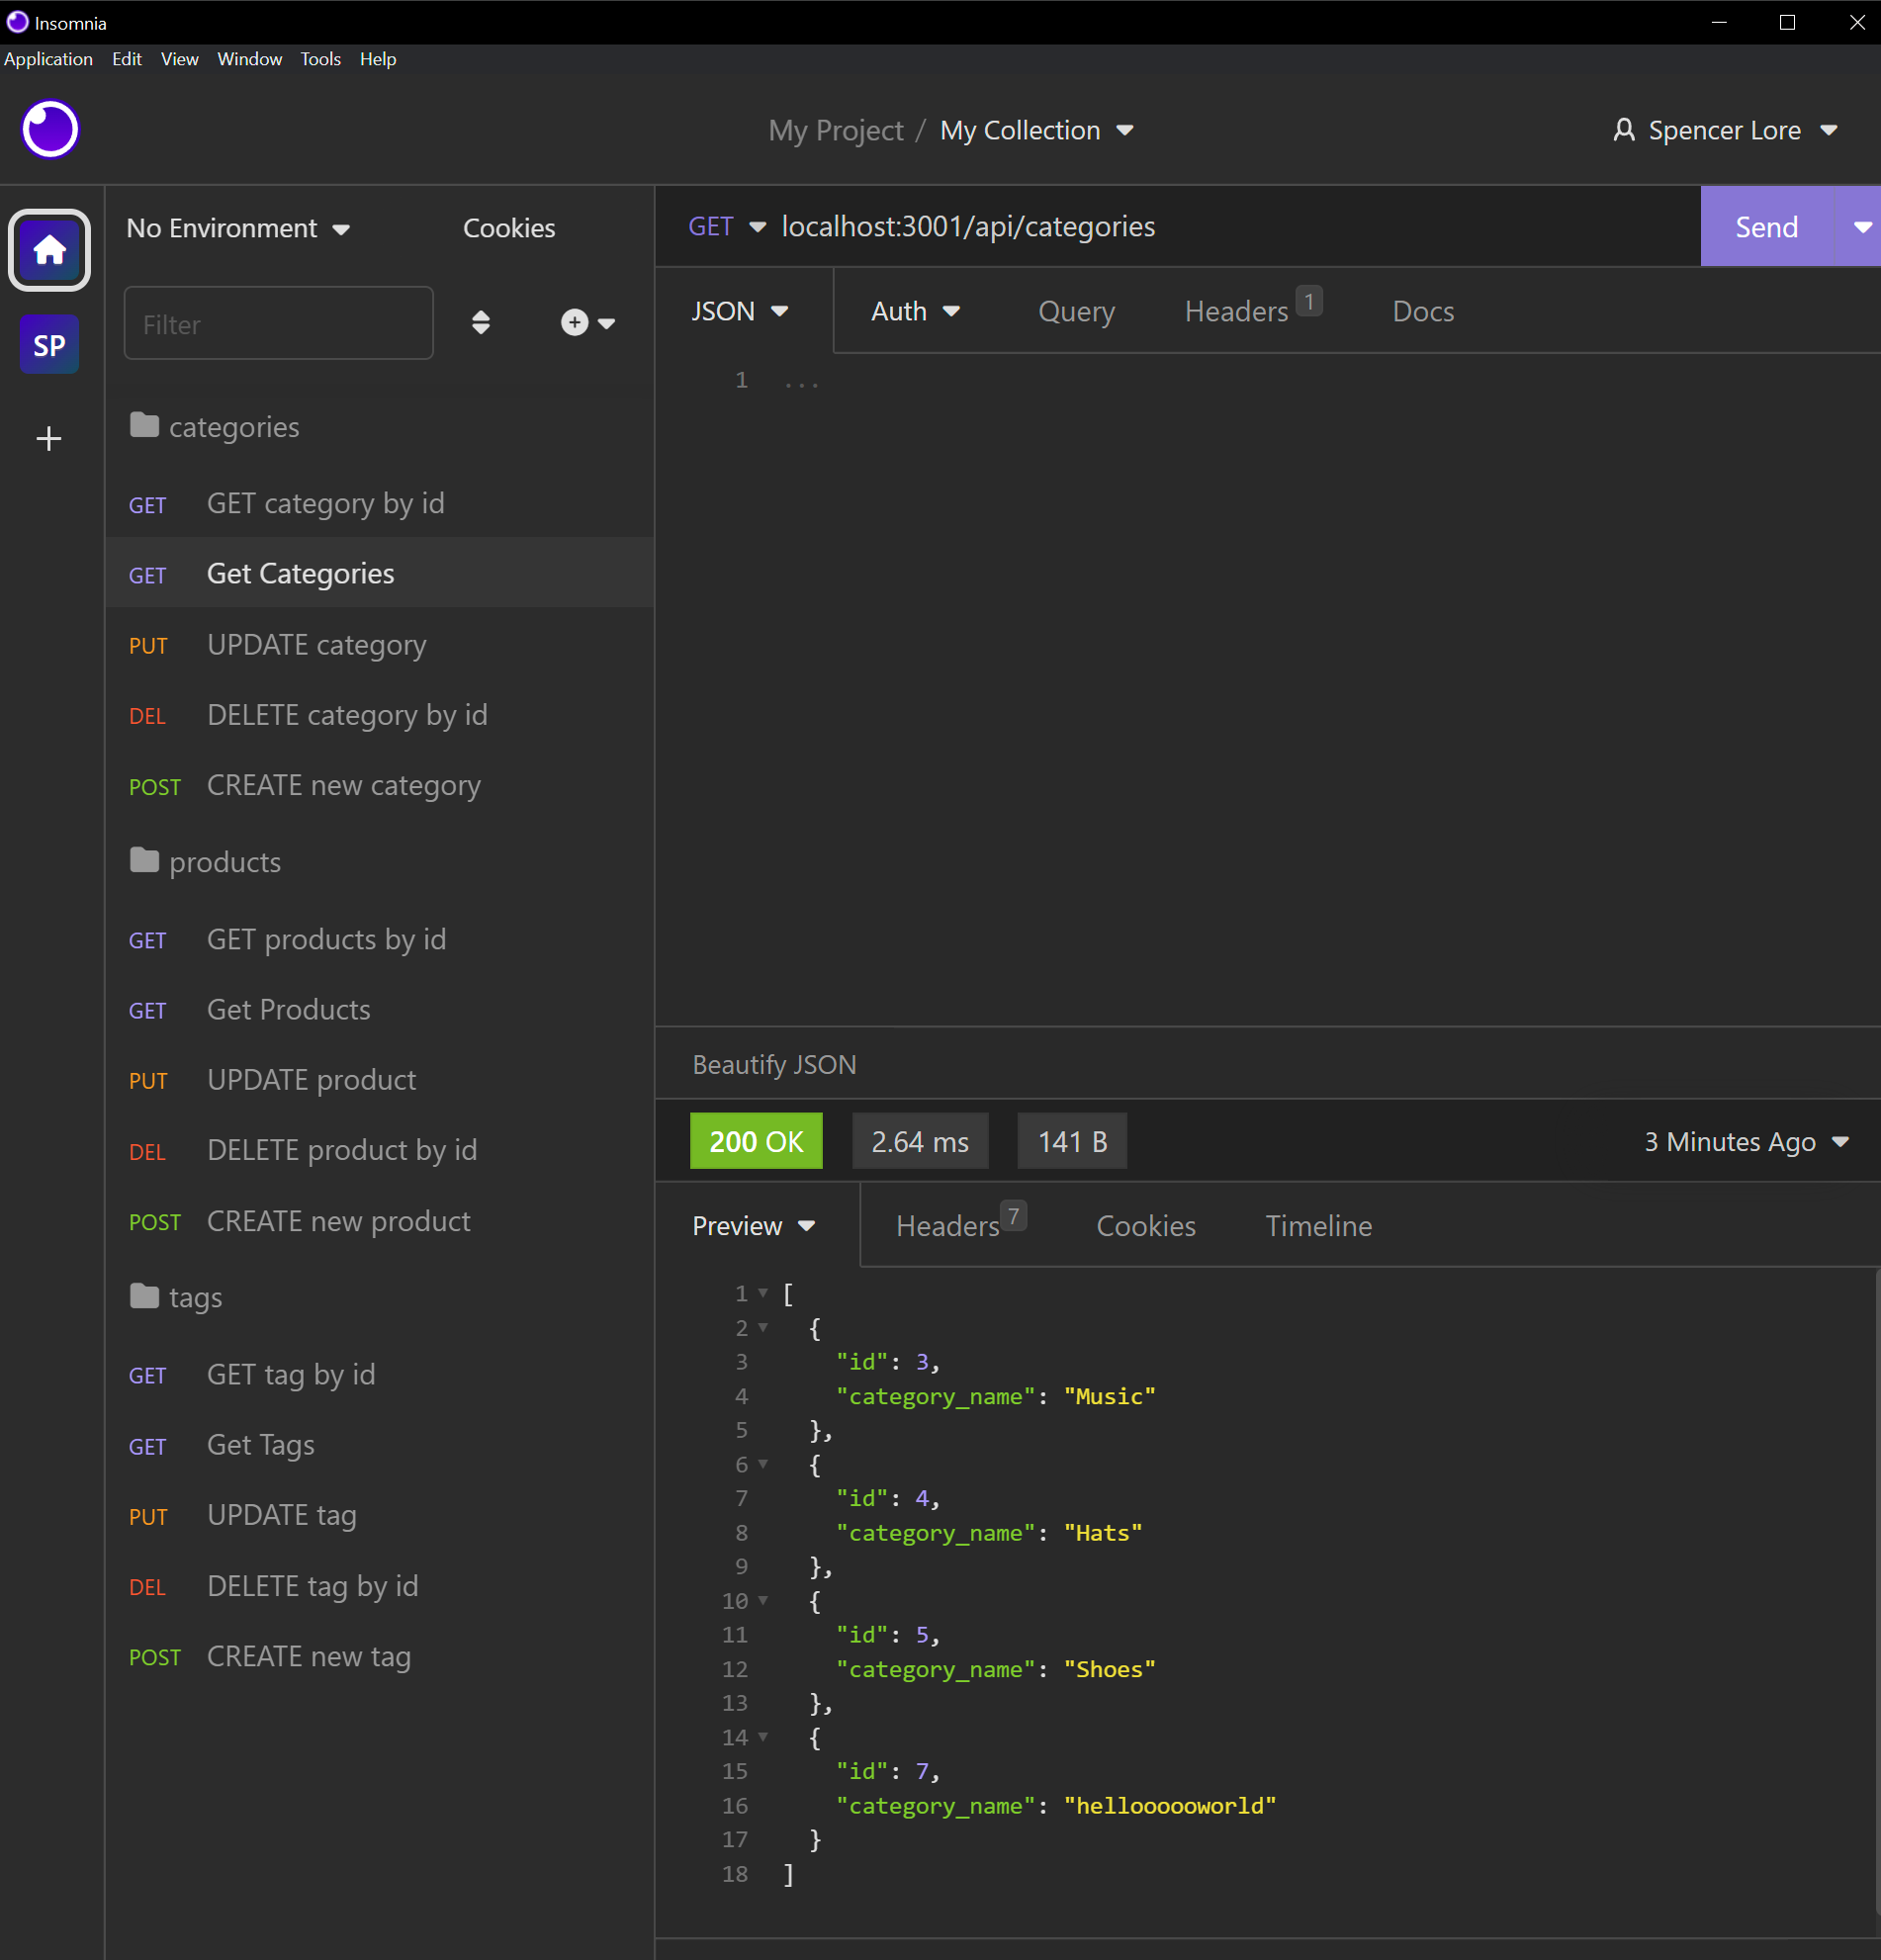 Insomnia
Application Edit View Window Tools Help
My Project / My Collection
Spencer Lore
No Environment
Cookies
Filter
SP
categories
GET GET category by id
GET Get Categories
PUT UPDATE category
DEL DELETE category by id
POST CREATE new category
products
GET GET products by id
GET Get Products
PUT UPDATE product
DEL DELETE product by id
POST CREATE new product
tags
GET GET tag by id
GET Get Tags
PUT UPDATE tag
DEL DELETE tag by id
POST CREATE new tag
GET localhost:3001/api/categories
Send
JSON Auth Query Headers 1 Docs
1 ...
Beautify JSON
200 OK 2.64 ms 141 B 3 Minutes Ago
Preview Headers 7 Cookies Timeline
1 [
2 {
3 "id": 3,
4 "category_name": "Music"
5 },
6 {
7 "id": 4,
8 "category_name": "Hats"
9 },
10 {
11 "id": 5,
12 "category_name": "Shoes"
13 },
14 {
15 "id": 7,
16 "category_name": "helloooooworld"
17 }
18 ]